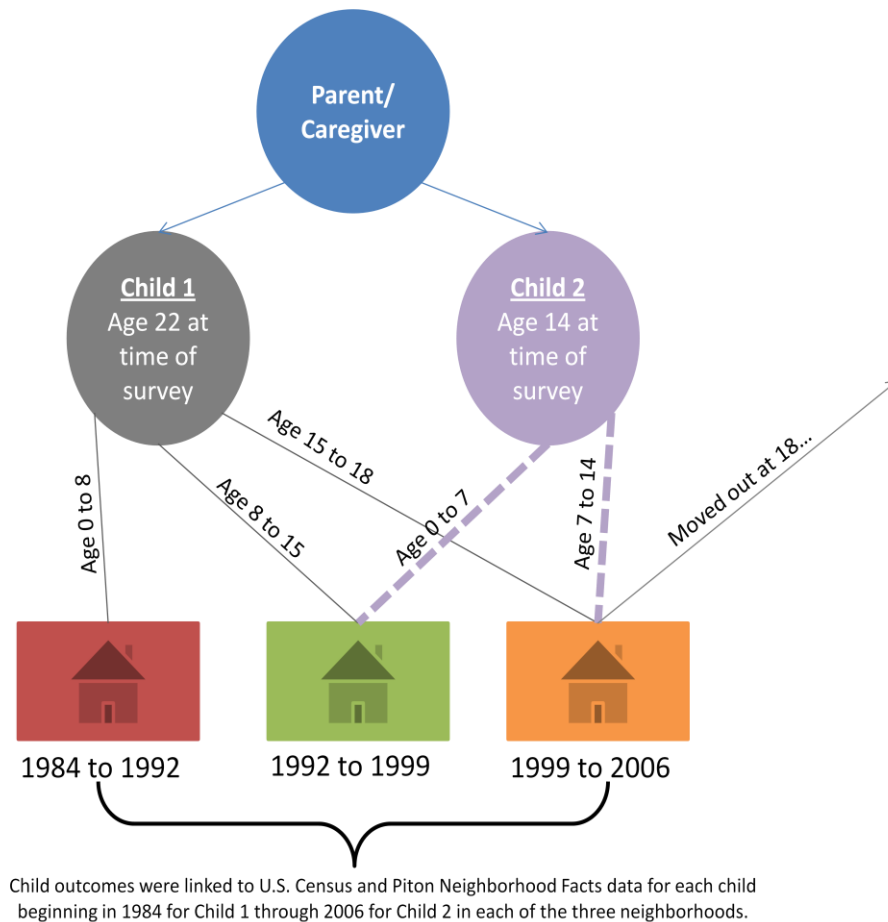 Parent/
Caregiver
Child 1
Age 22 at
time of
survey
Child 2
Age 14 at
time of
survey
Age 0 to 8
Age 8 to 15
Age 15 to 18
Age 0 to 7
Age 7 to 14
Moved out at 18...
1984 to 1992
1992 to 1999
1999 to 2006
Child outcomes were linked to U.S. Census and Piton Neighborhood Facts data for each child
beginning in 1984 for Child 1 through 2006 for Child 2 in each of the three neighborhoods.